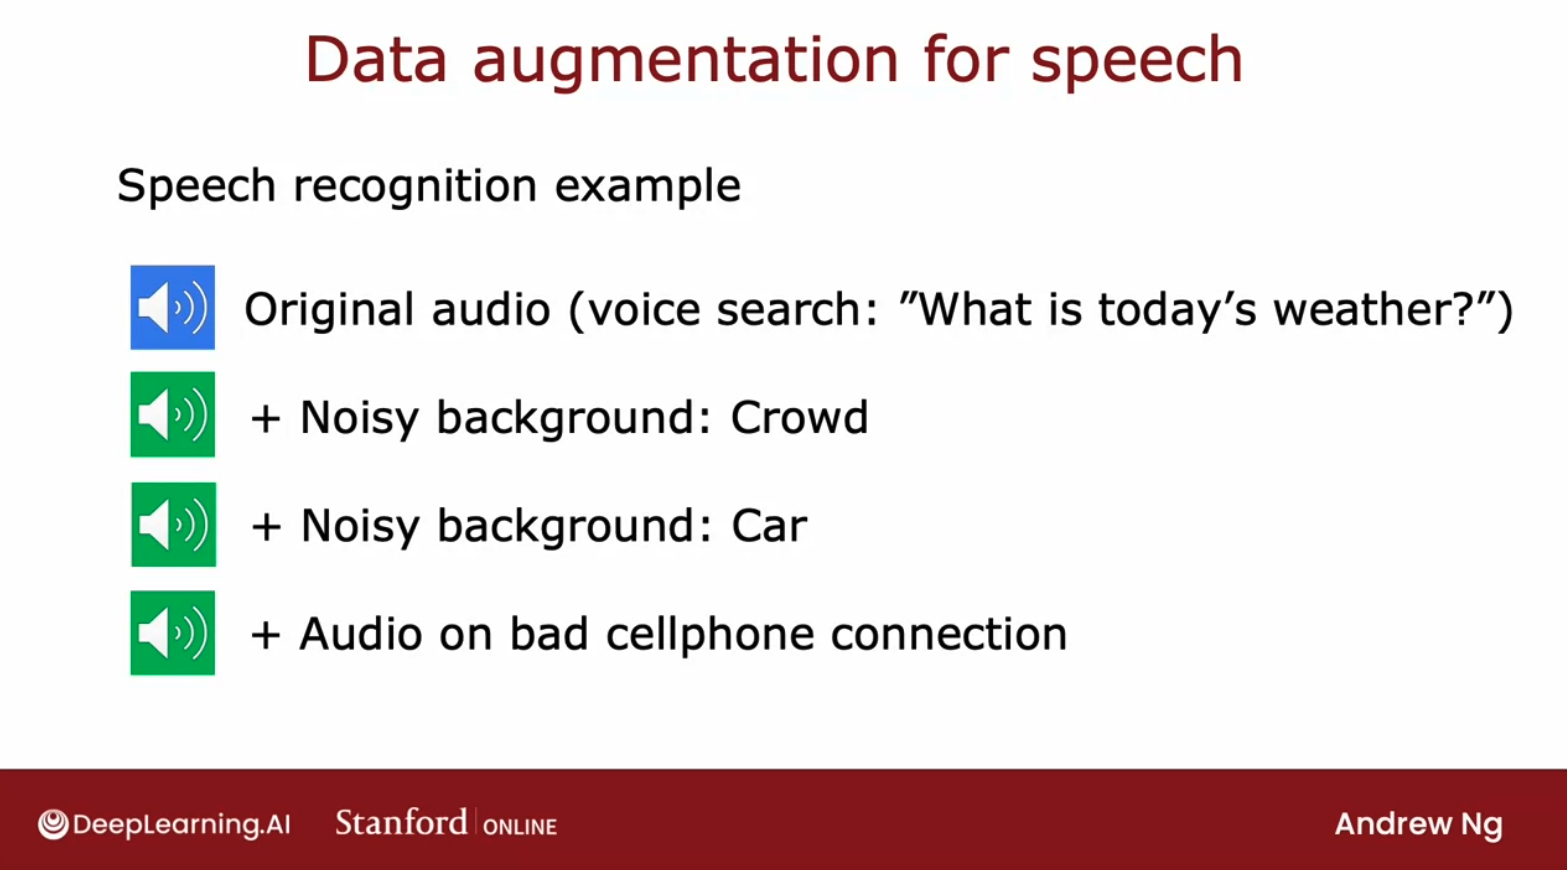 Data augmentation for speech
Speech recognition example
Original audio (voice search: ″What is today’s weather?″)
+ Noisy background: Crowd
+ Noisy background: Car
+ Audio on bad cellphone connection
DeepLearning.AI Stanford ONLINE Andrew Ng